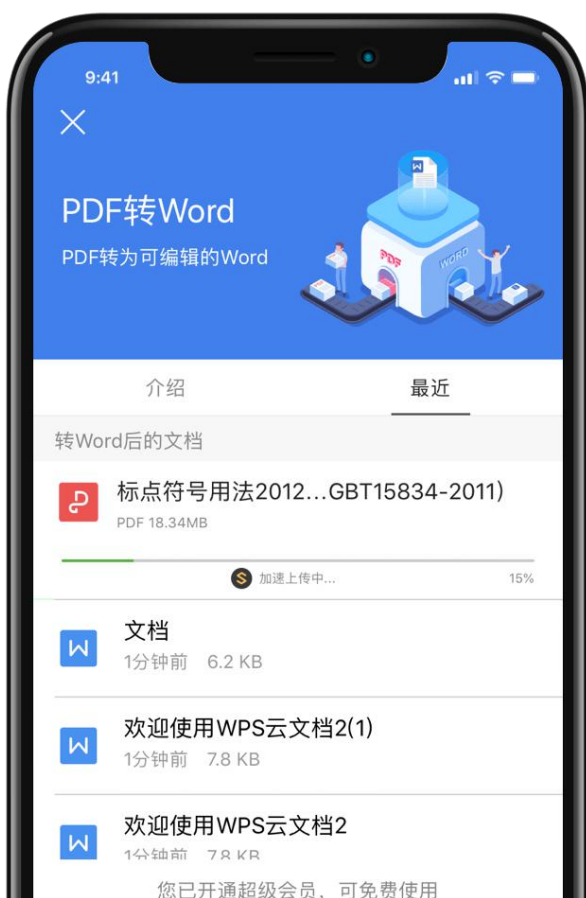 9:41
PDF转Word
PDF转为可编辑的Word
PDF
WORD
介绍
最近
转Word后的文档
标点符号用法2012...GBT15834-2011)
PDF 18.34MB
加速上传中...
15%
文档
1分钟前 6.2 KB
欢迎使用WPS云文档2(1)
1分钟前 7.8 KB
欢迎使用WPS云文档2
1分钟前 7.8 KB
您已开通超级会员，可免费使用